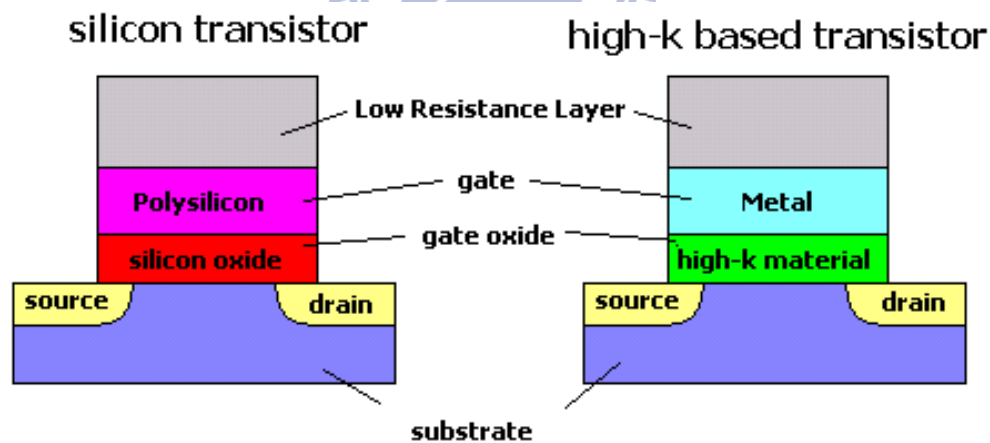 silicon transistor
high-k based transistor
Low Resistance Layer
Polysilicon
gate
Metal
silicon oxide
gate oxide
high-k material
source
drain
source
drain
substrate